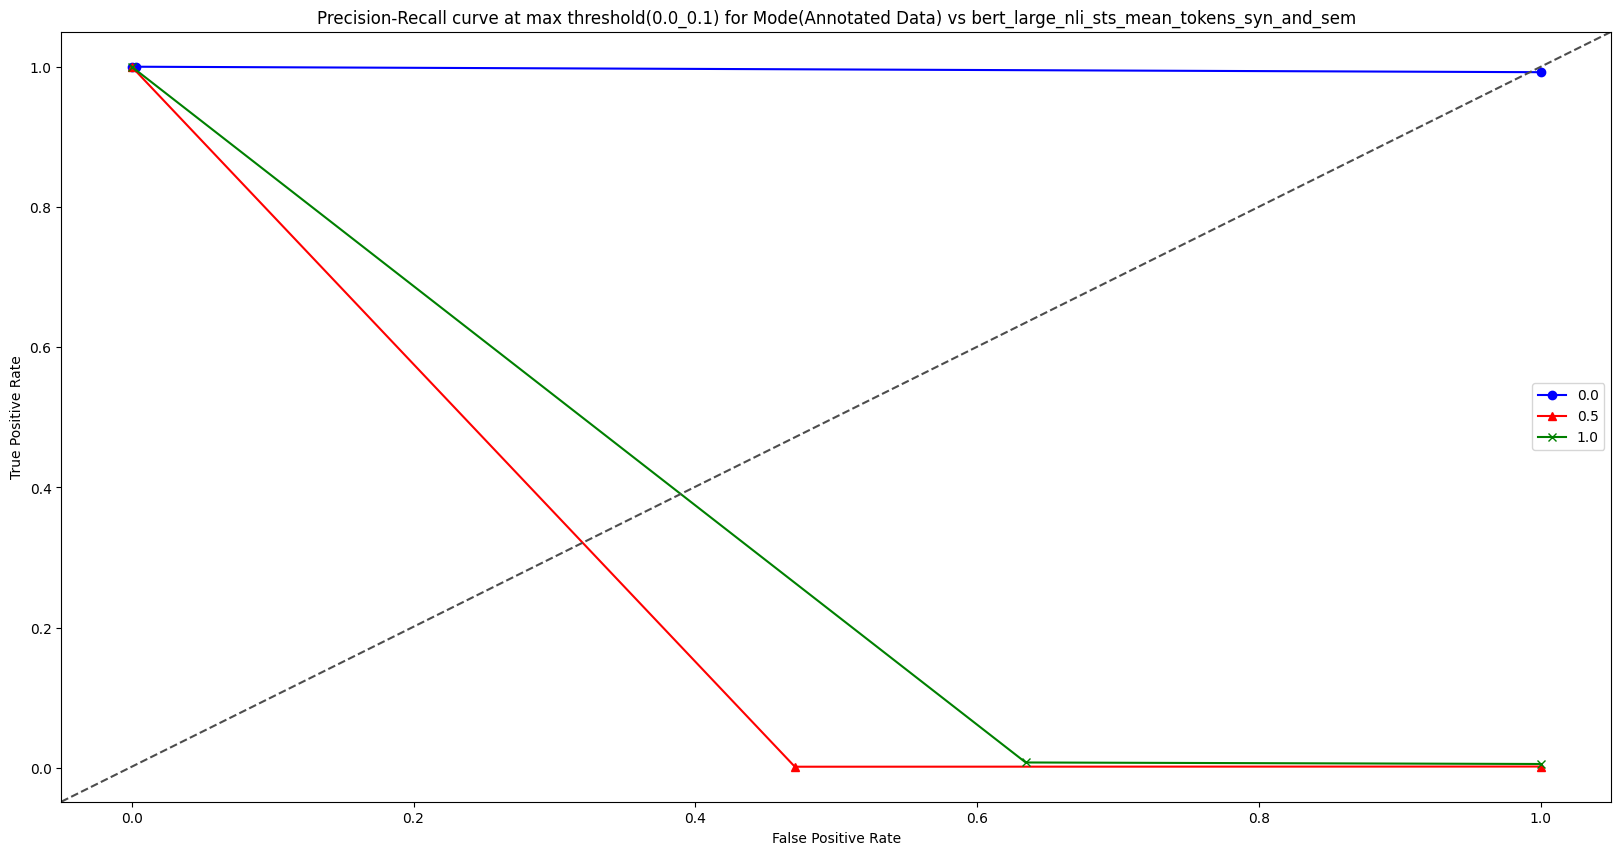 Precision-Recall curve at max threshold(0.0_0.1) for Mode(Annotated Data) vs bert_large_nli_sts_mean_tokens_syn_and_sem
1.0
0.8
0.6
0.4
0.2
0.0
True Positive Rate
0.0
0.5
1.0
0.0 0.2 0.4 0.6 0.8 1.0
False Positive Rate